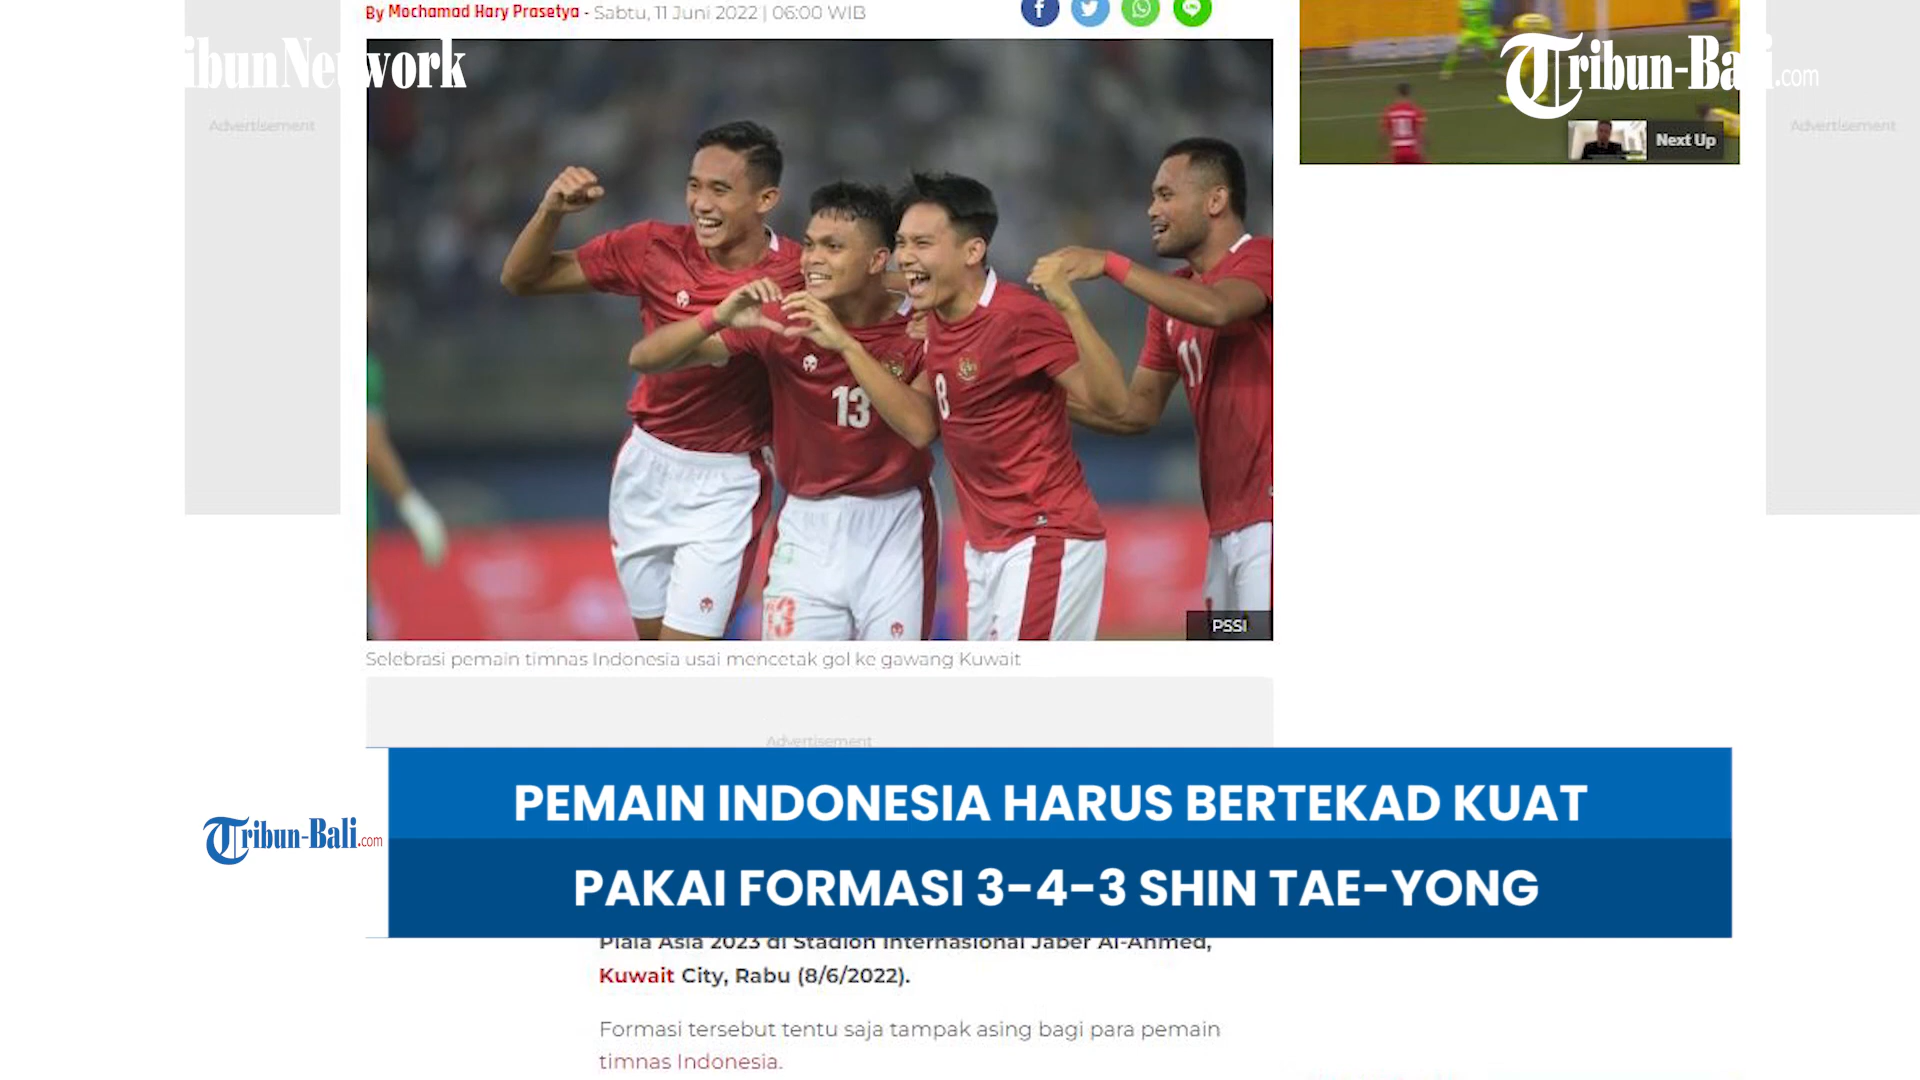 By Mochamad Hary Prasetya - Sabtu, 11 Juni 2022 | 06:00 WIB
TribunNetwork
Tribun-Bali.com
Advertisement
Advertisement
Next Up
13
8
11
13
PSSI
Selebrasi pemain timnas Indonesia usai mencetak gol ke gawang Kuwait
Advertisement
PEMAIN INDONESIA HARUS BERTEKAD KUAT
Tribun-Bali.com
PAKAI FORMASI 3-4-3 SHIN TAE-YONG
Piala Asia 2023 di Stadion Internasional Jaber Al-Ahmed,
Kuwait City, Rabu (8/6/2022).
Formasi tersebut tentu saja tampak asing bagi para pemain
timnas Indonesia.